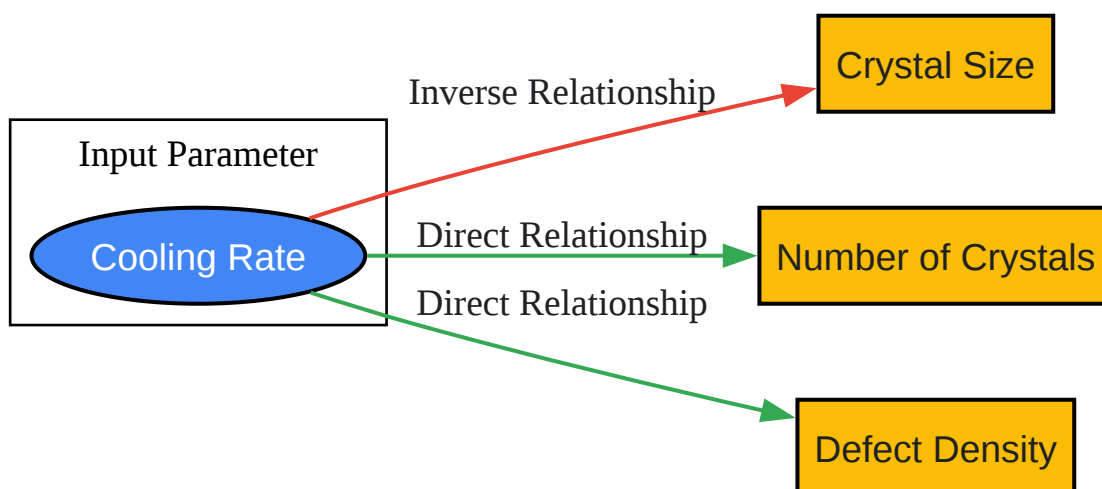 Crystal Size
Inverse Relationship
Input Parameter
Cooling Rate
Direct Relationship
Number of Crystals
Direct Relationship
Defect Density